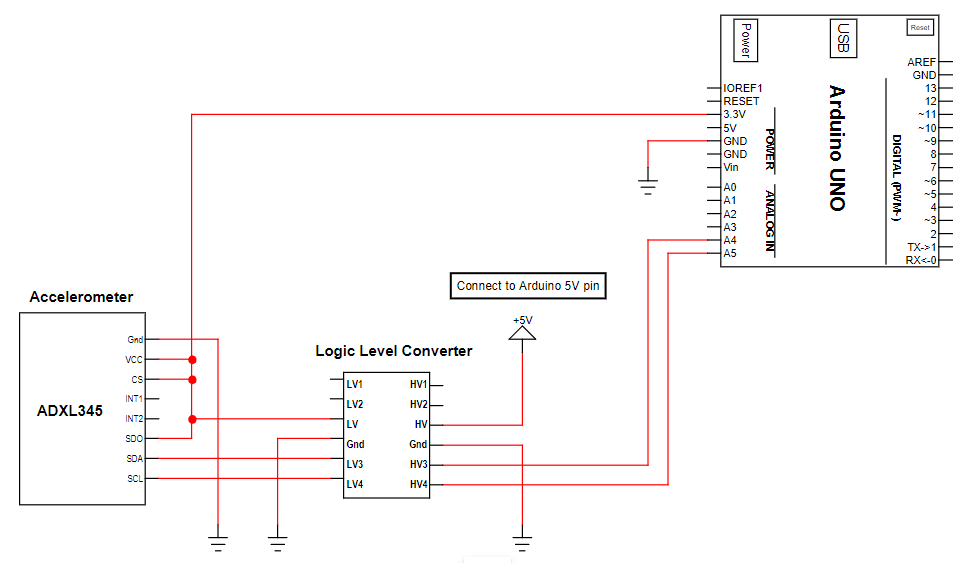 Power
USB
Reset
Arduino UNO
IOREF1
RESET
3.3V
5V
GND
GND
Vin
POWER
A0
A1
A2
A3
A4
A5
ANALOG IN
AREF
GND
13
12
~11
~10
~9
8
7
~6
~5
4
~3
2
TX->1
RX<-0
DIGITAL (PWM~)
Connect to Arduino 5V pin
+5V
Accelerometer
ADXL345
Gnd
VCC
CS
INT1
INT2
SDO
SDA
SCL
Logic Level Converter
LV1
LV2
LV
Gnd
LV3
LV4
HV1
HV2
HV
Gnd
HV3
HV4